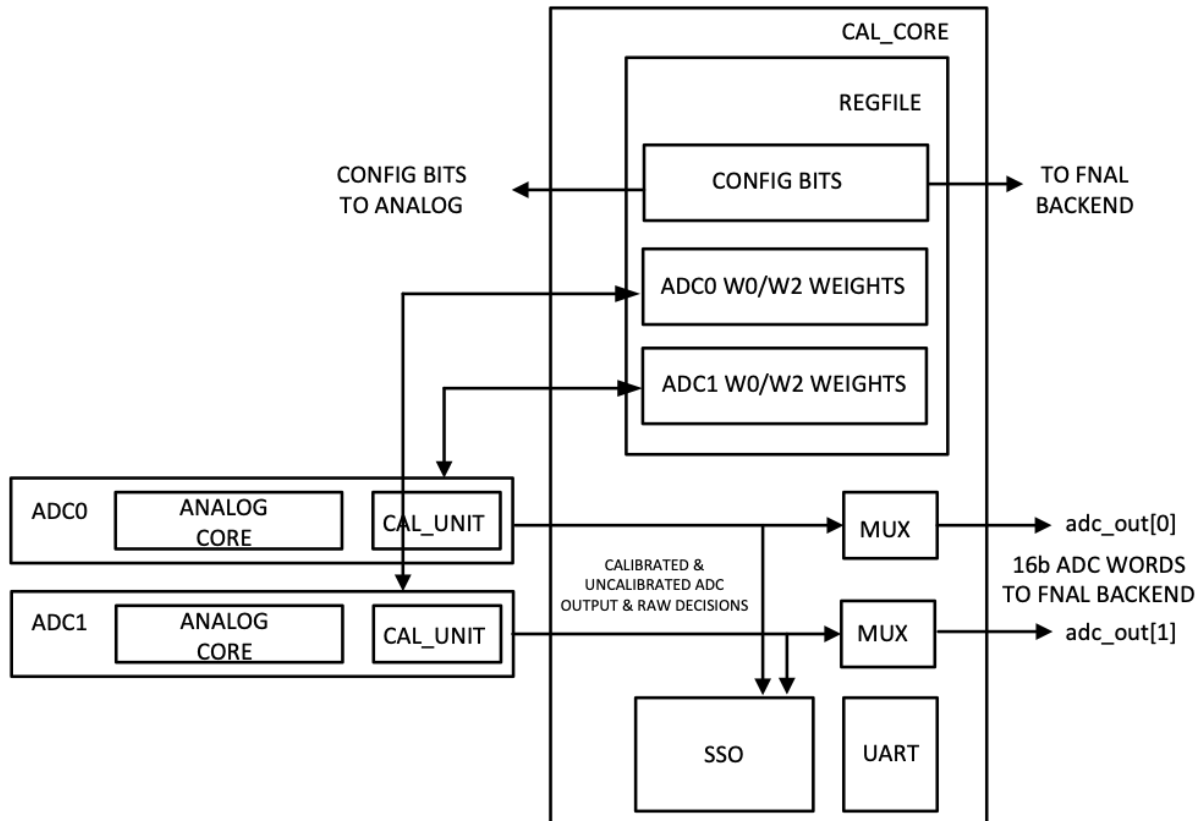 CAL_CORE
REGFILE
CONFIG BITS
TO ANALOG
CONFIG BITS
TO FNAL
BACKEND
ADC0 W0/W2 WEIGHTS
ADC1 W0/W2 WEIGHTS
ADC0
ANALOG
CORE
CAL_UNIT
MUX
adc_out[0]
CALIBRATED &
UNCALIBRATED ADC
OUTPUT & RAW DECISIONS
16b ADC WORDS
TO FNAL BACKEND
ADC1
ANALOG
CORE
CAL_UNIT
MUX
adc_out[1]
SSO
UART